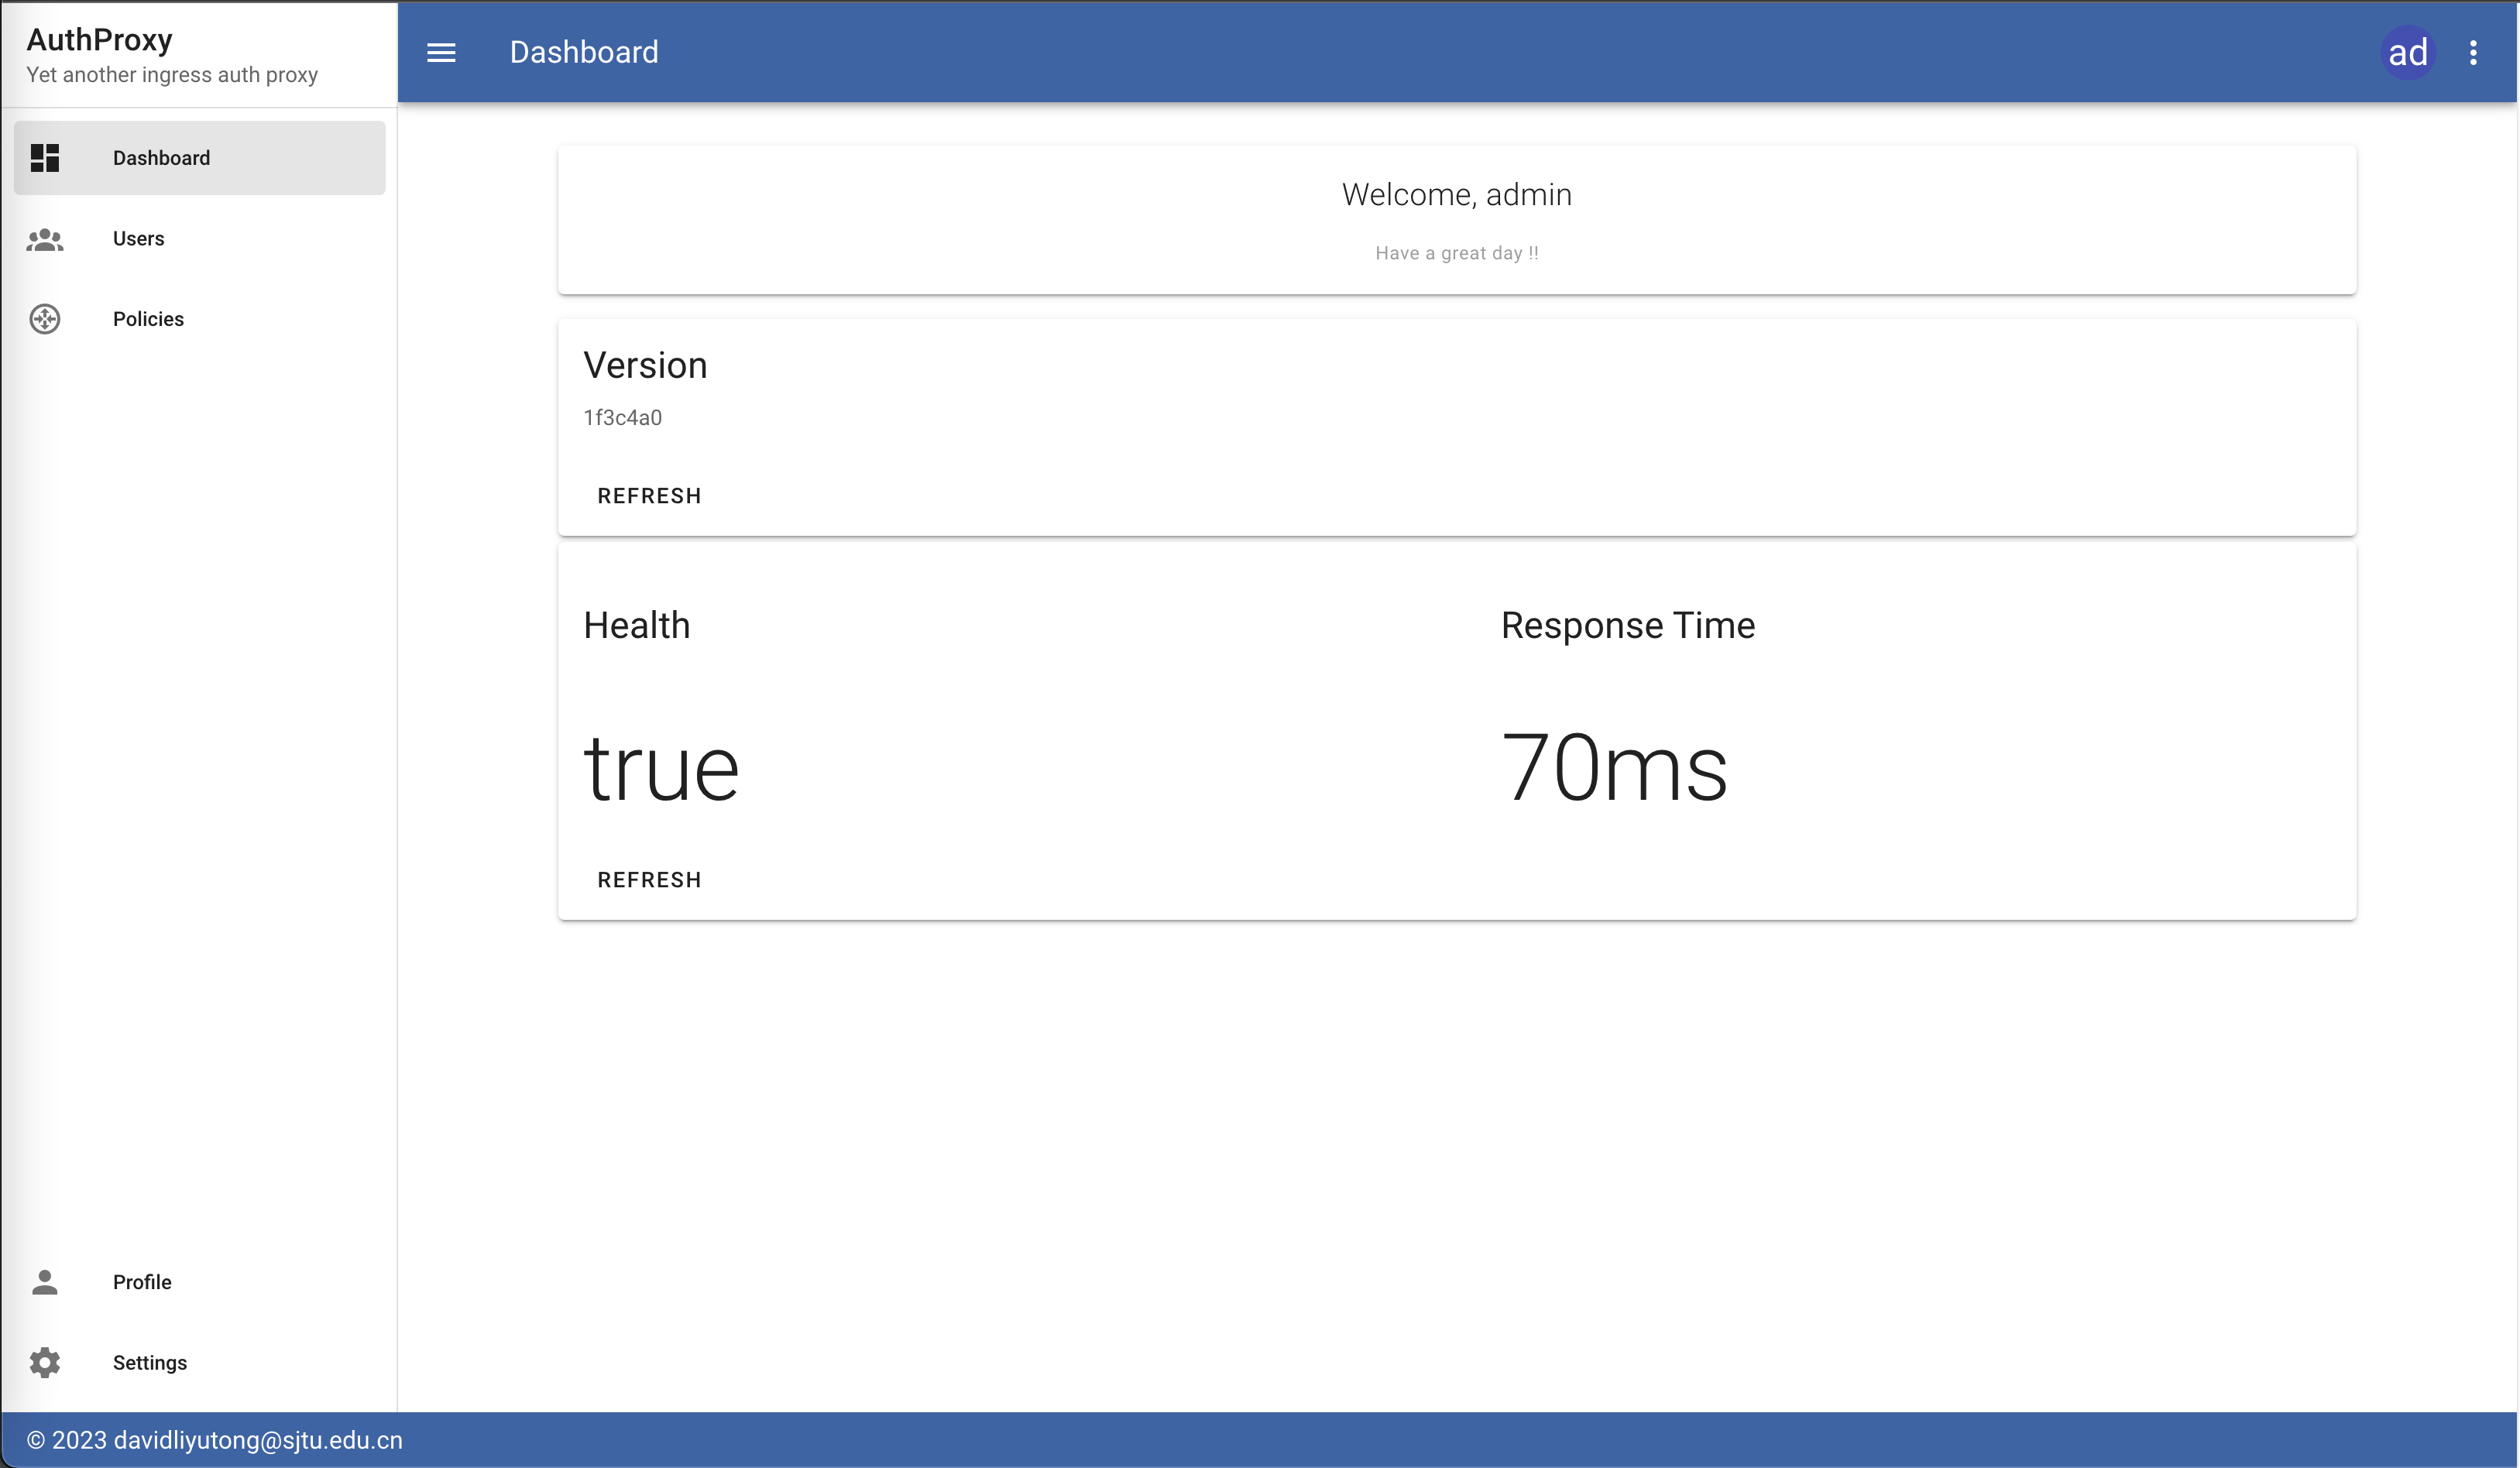 AuthProxy
Yet another ingress auth proxy
Dashboard
Users
Policies
Profile
Settings
Dashboard
ad
Welcome, admin
Have a great day !!
Version
1f3c4a0
REFRESH
Health
true
Response Time
70ms
REFRESH
© 2023 davidliyutong@sjtu.edu.cn